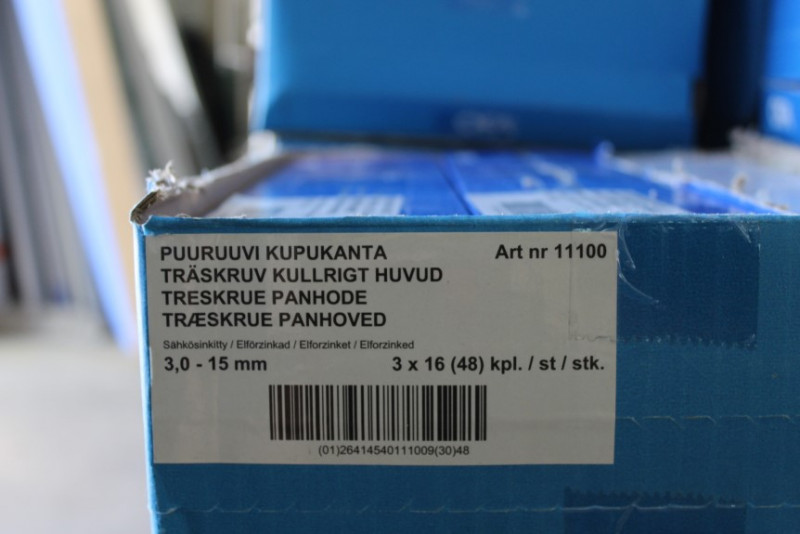 PUURUUVI KUPUKANTA Art nr 11100
TRÄSKRUV KULLRIGT HUVUD
TRESKRUE PANHODE
TRÆSKRUE PANHOVED
Sähkösinkitty / Elförzinkad / Elforzinket / Elforzinked
3,0 - 15 mm 3 x 16 (48) kpl. / st / stk.
(01)26414540111009(30)48